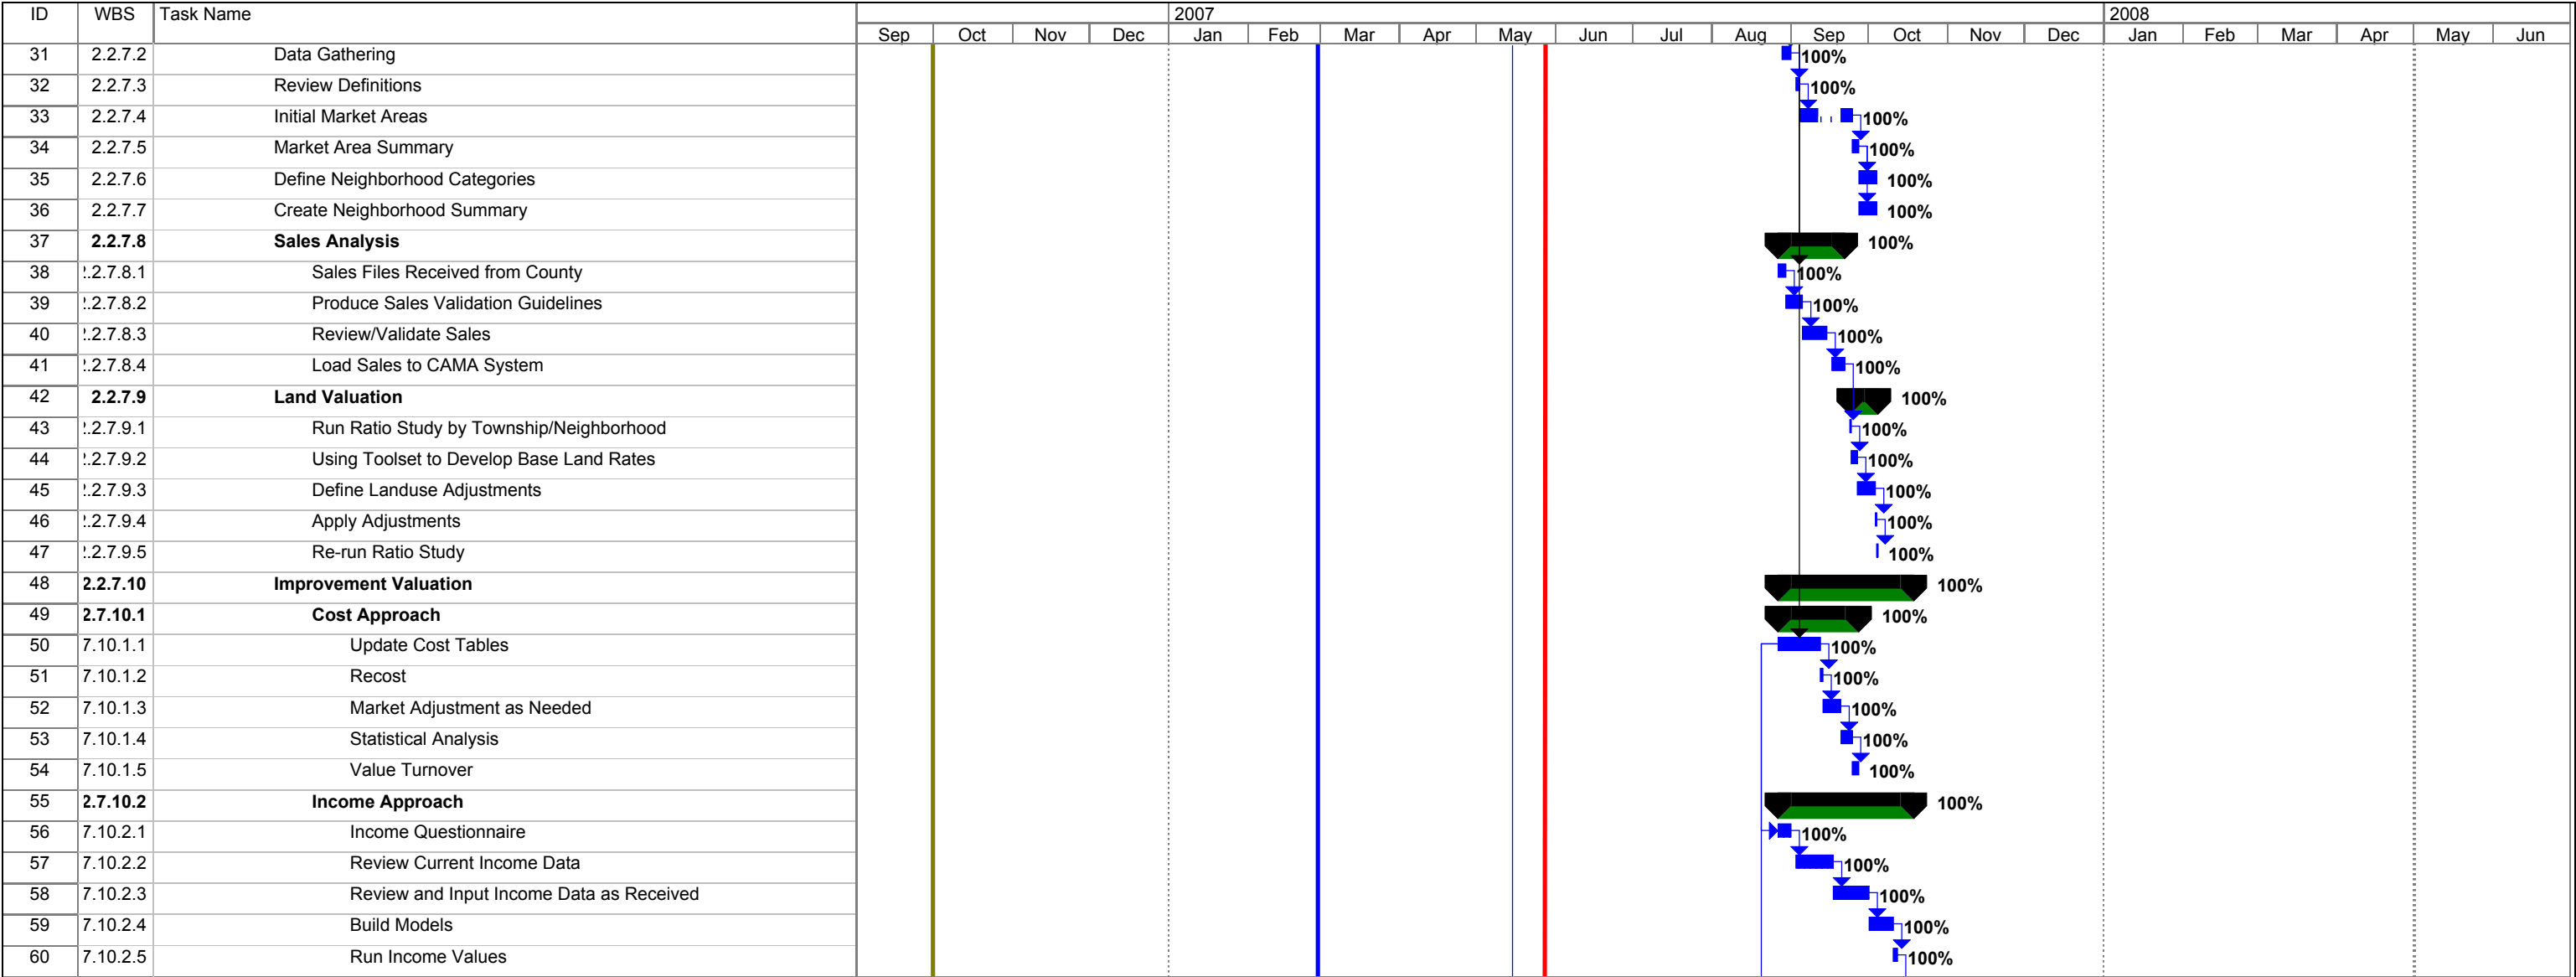 ID WBS Task Name 2007 2008
Sep Oct Nov Dec Jan Feb Mar Apr May Jun Jul Aug Sep Oct Nov Dec Jan Feb Mar Apr May Jun
31 2.2.7.2 Data Gathering 100%
32 2.2.7.3 Review Definitions 100%
33 2.2.7.4 Initial Market Areas 100%
34 2.2.7.5 Market Area Summary 100%
35 2.2.7.6 Define Neighborhood Categories 100%
36 2.2.7.7 Create Neighborhood Summary 100%
37 2.2.7.8 Sales Analysis 100%
38 .2.7.8.1 Sales Files Received from County 100%
39 .2.7.8.2 Produce Sales Validation Guidelines 100%
40 .2.7.8.3 Review/Validate Sales 100%
41 .2.7.8.4 Load Sales to CAMA System 100%
42 2.2.7.9 Land Valuation 100%
43 .2.7.9.1 Run Ratio Study by Township/Neighborhood 100%
44 .2.7.9.2 Using Toolset to Develop Base Land Rates 100%
45 .2.7.9.3 Define Landuse Adjustments 100%
46 .2.7.9.4 Apply Adjustments 100%
47 .2.7.9.5 Re-run Ratio Study 100%
48 2.2.7.10 Improvement Valuation 100%
49 2.7.10.1 Cost Approach 100%
50 7.10.1.1 Update Cost Tables 100%
51 7.10.1.2 Recost 100%
52 7.10.1.3 Market Adjustment as Needed 100%
53 7.10.1.4 Statistical Analysis 100%
54 7.10.1.5 Value Turnover 100%
55 2.7.10.2 Income Approach 100%
56 7.10.2.1 Income Questionnaire 100%
57 7.10.2.2 Review Current Income Data 100%
58 7.10.2.3 Review and Input Income Data as Received 100%
59 7.10.2.4 Build Models 100%
60 7.10.2.5 Run Income Values 100%